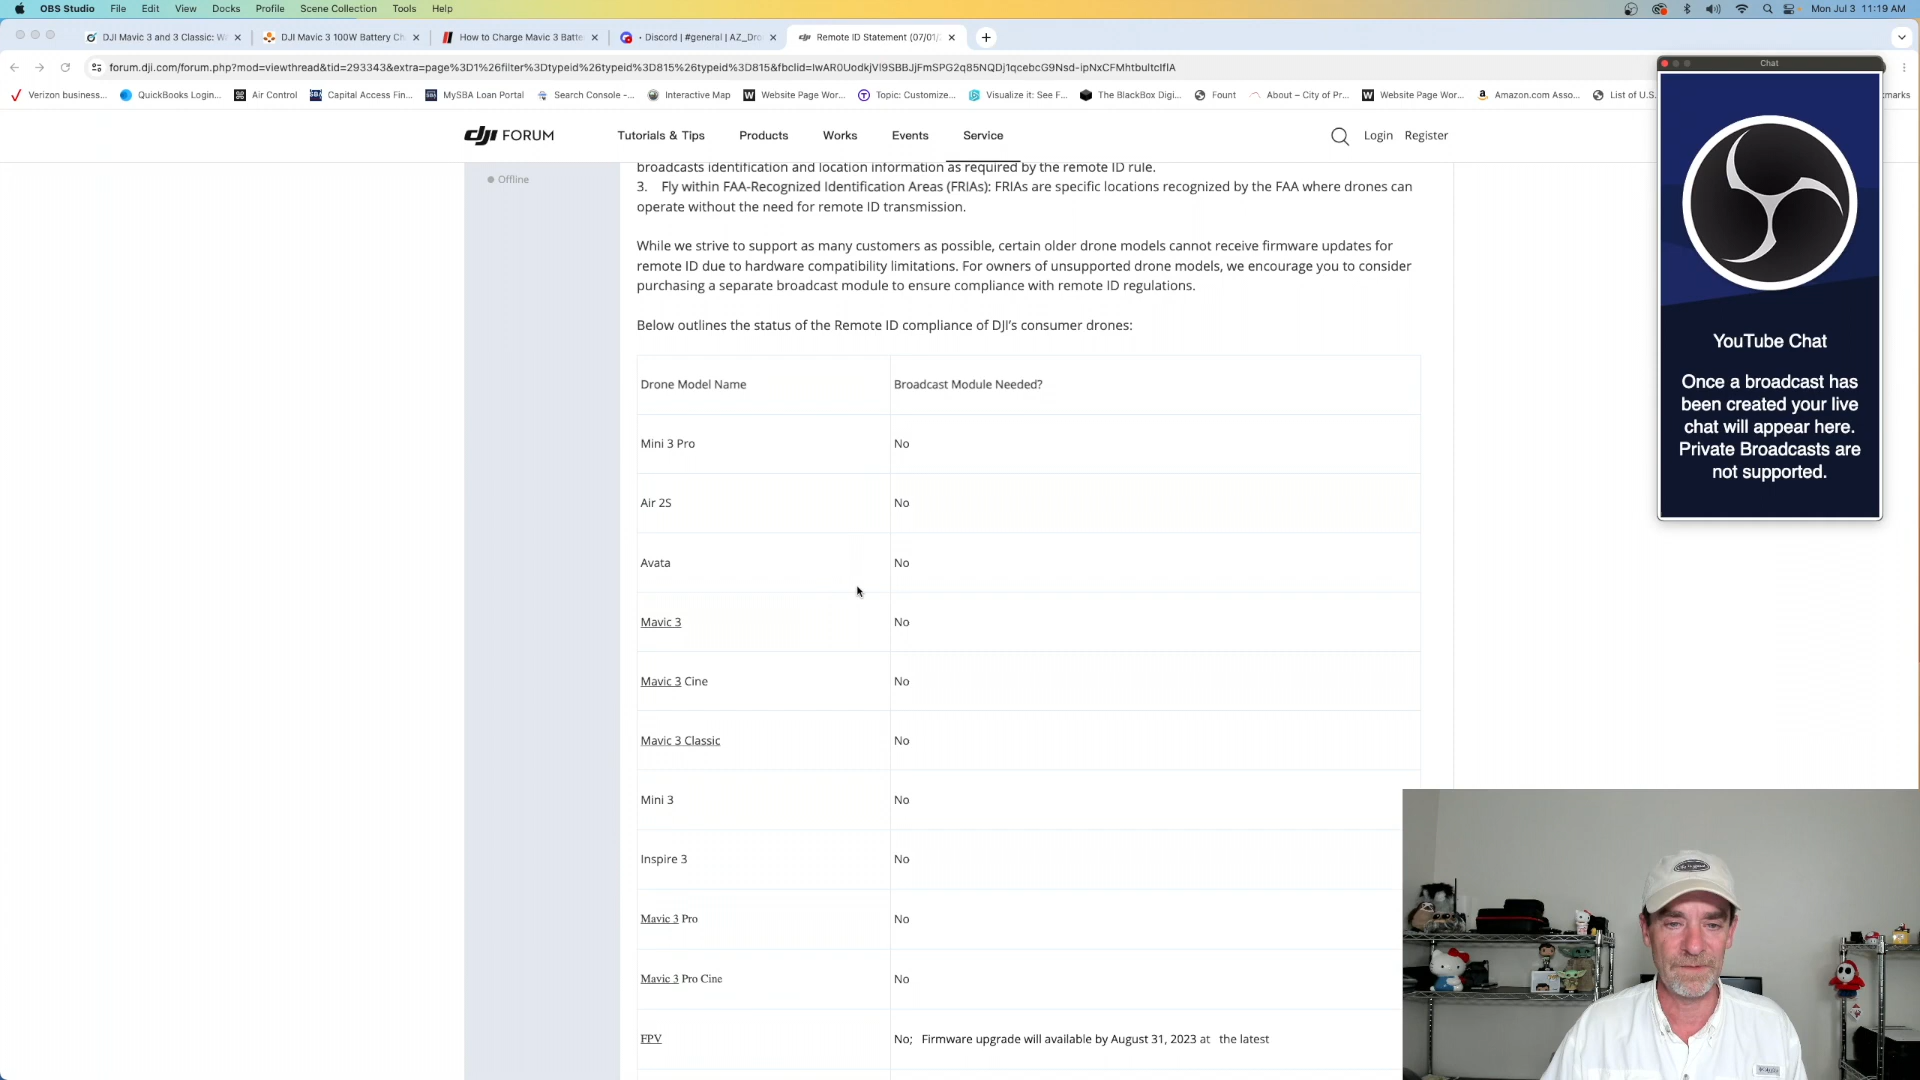 OBS Studio File Edit View Docks Profile Scene Collection Tools Help Mon Jul 3 11:19 AM
DJI Mavic 3 and 3 Classic: W DJI Mavic 3 100W Battery Ch How to Charge Mavic 3 Batte • Discord | #general | AZ_Dro Remote ID Statement (07/01/
forum.dji.com/forum.php?mod=viewthread&tid=293343&extra=page%3D1%26filter%3Dtypeid%26typeid%3D815%26typeid%3D815&fbclid=IwAR0UodkjVI9SBBJjFmSPG2q85NQDj1qcebcG9Nsd-ipNxCFMhtbultcIfIA
Verizon business... QuickBooks Login... Air Control Capital Access Fin... MySBA Loan Portal Search Console -... Interactive Map Website Page Wor... Topic: Customize... Visualize it: See F... The BlackBox Digi... Fount About – City of Pr... Website Page Wor... Amazon.com Asso... List of U.S. marks
Chat
dji FORUM Tutorials & Tips Products Works Events Service Login Register
Offline
broadcasts identification and location information as required by the remote ID rule.
3. Fly within FAA-Recognized Identification Areas (FRIAs): FRIAs are specific locations recognized by the FAA where drones can
operate without the need for remote ID transmission.
While we strive to support as many customers as possible, certain older drone models cannot receive firmware updates for
remote ID due to hardware compatibility limitations. For owners of unsupported drone models, we encourage you to consider
purchasing a separate broadcast module to ensure compliance with remote ID regulations.
Below outlines the status of the Remote ID compliance of DJI's consumer drones:
Drone Model Name Broadcast Module Needed?
Mini 3 Pro No
Air 2S No
Avata No
Mavic 3 No
Mavic 3 Cine No
Mavic 3 Classic No
Mini 3 No
Inspire 3 No
Mavic 3 Pro No
Mavic 3 Pro Cine No
FPV No; Firmware upgrade will available by August 31, 2023 at the latest
YouTube Chat
Once a broadcast has
been created your live
chat will appear here.
Private Broadcasts are
not supported.